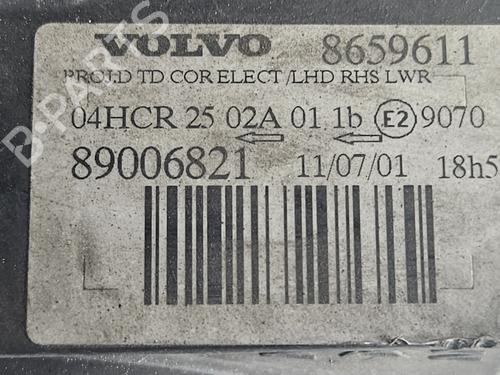 VOLVO 8659611
PROJ.D TD COR ELECT /LHD RHS LWR
04HCR 25 02A 01 1b E2 9070
89006821 11/07/01 18h5
B-PARTS